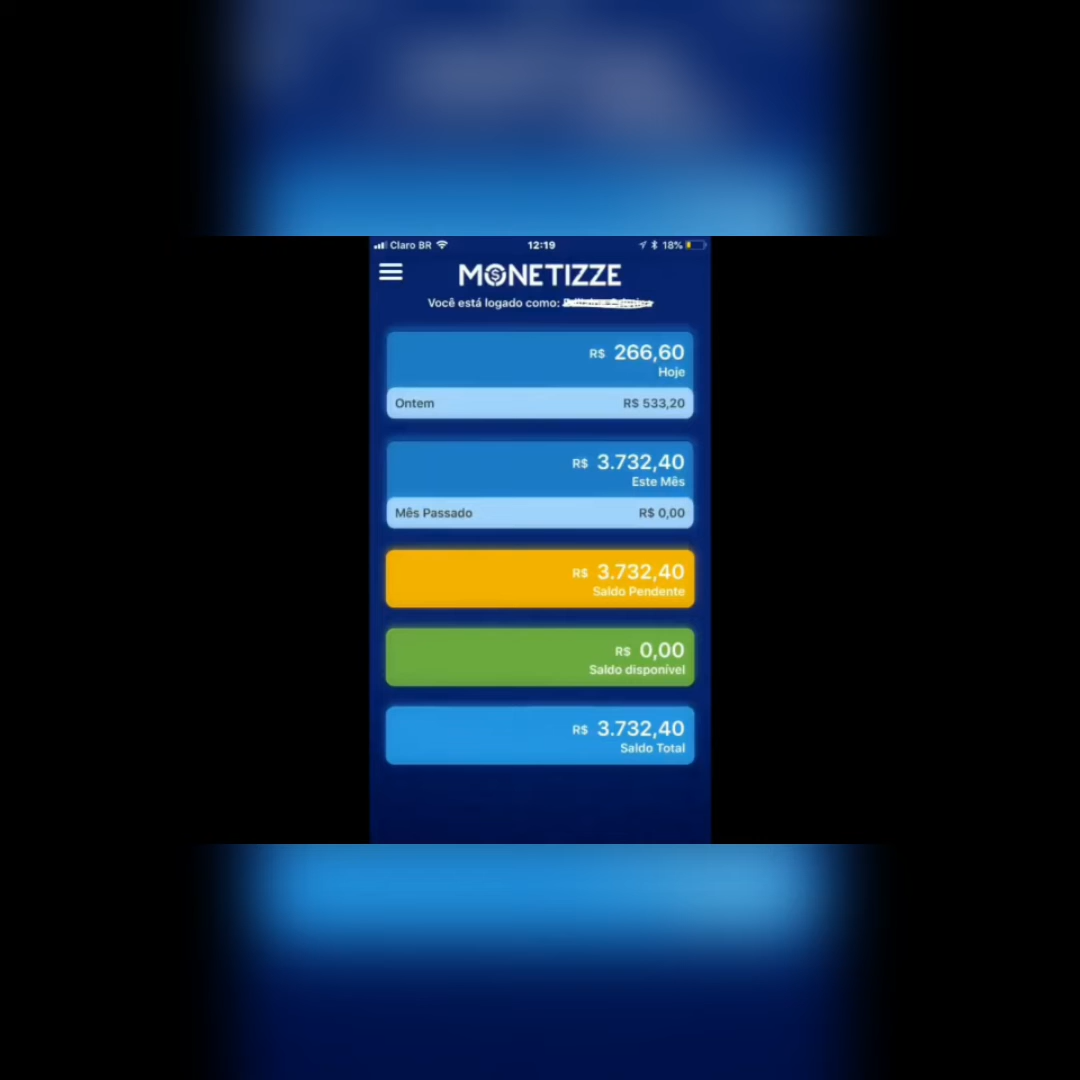 Claro BR 12:19 18%
MONETIZZE
Você está logado como:
R$ 266,60
Hoje
Ontem R$ 533,20
R$ 3.732,40
Este Mês
Mês Passado R$ 0,00
R$ 3.732,40
Saldo Pendente
R$ 0,00
Saldo disponível
R$ 3.732,40
Saldo Total